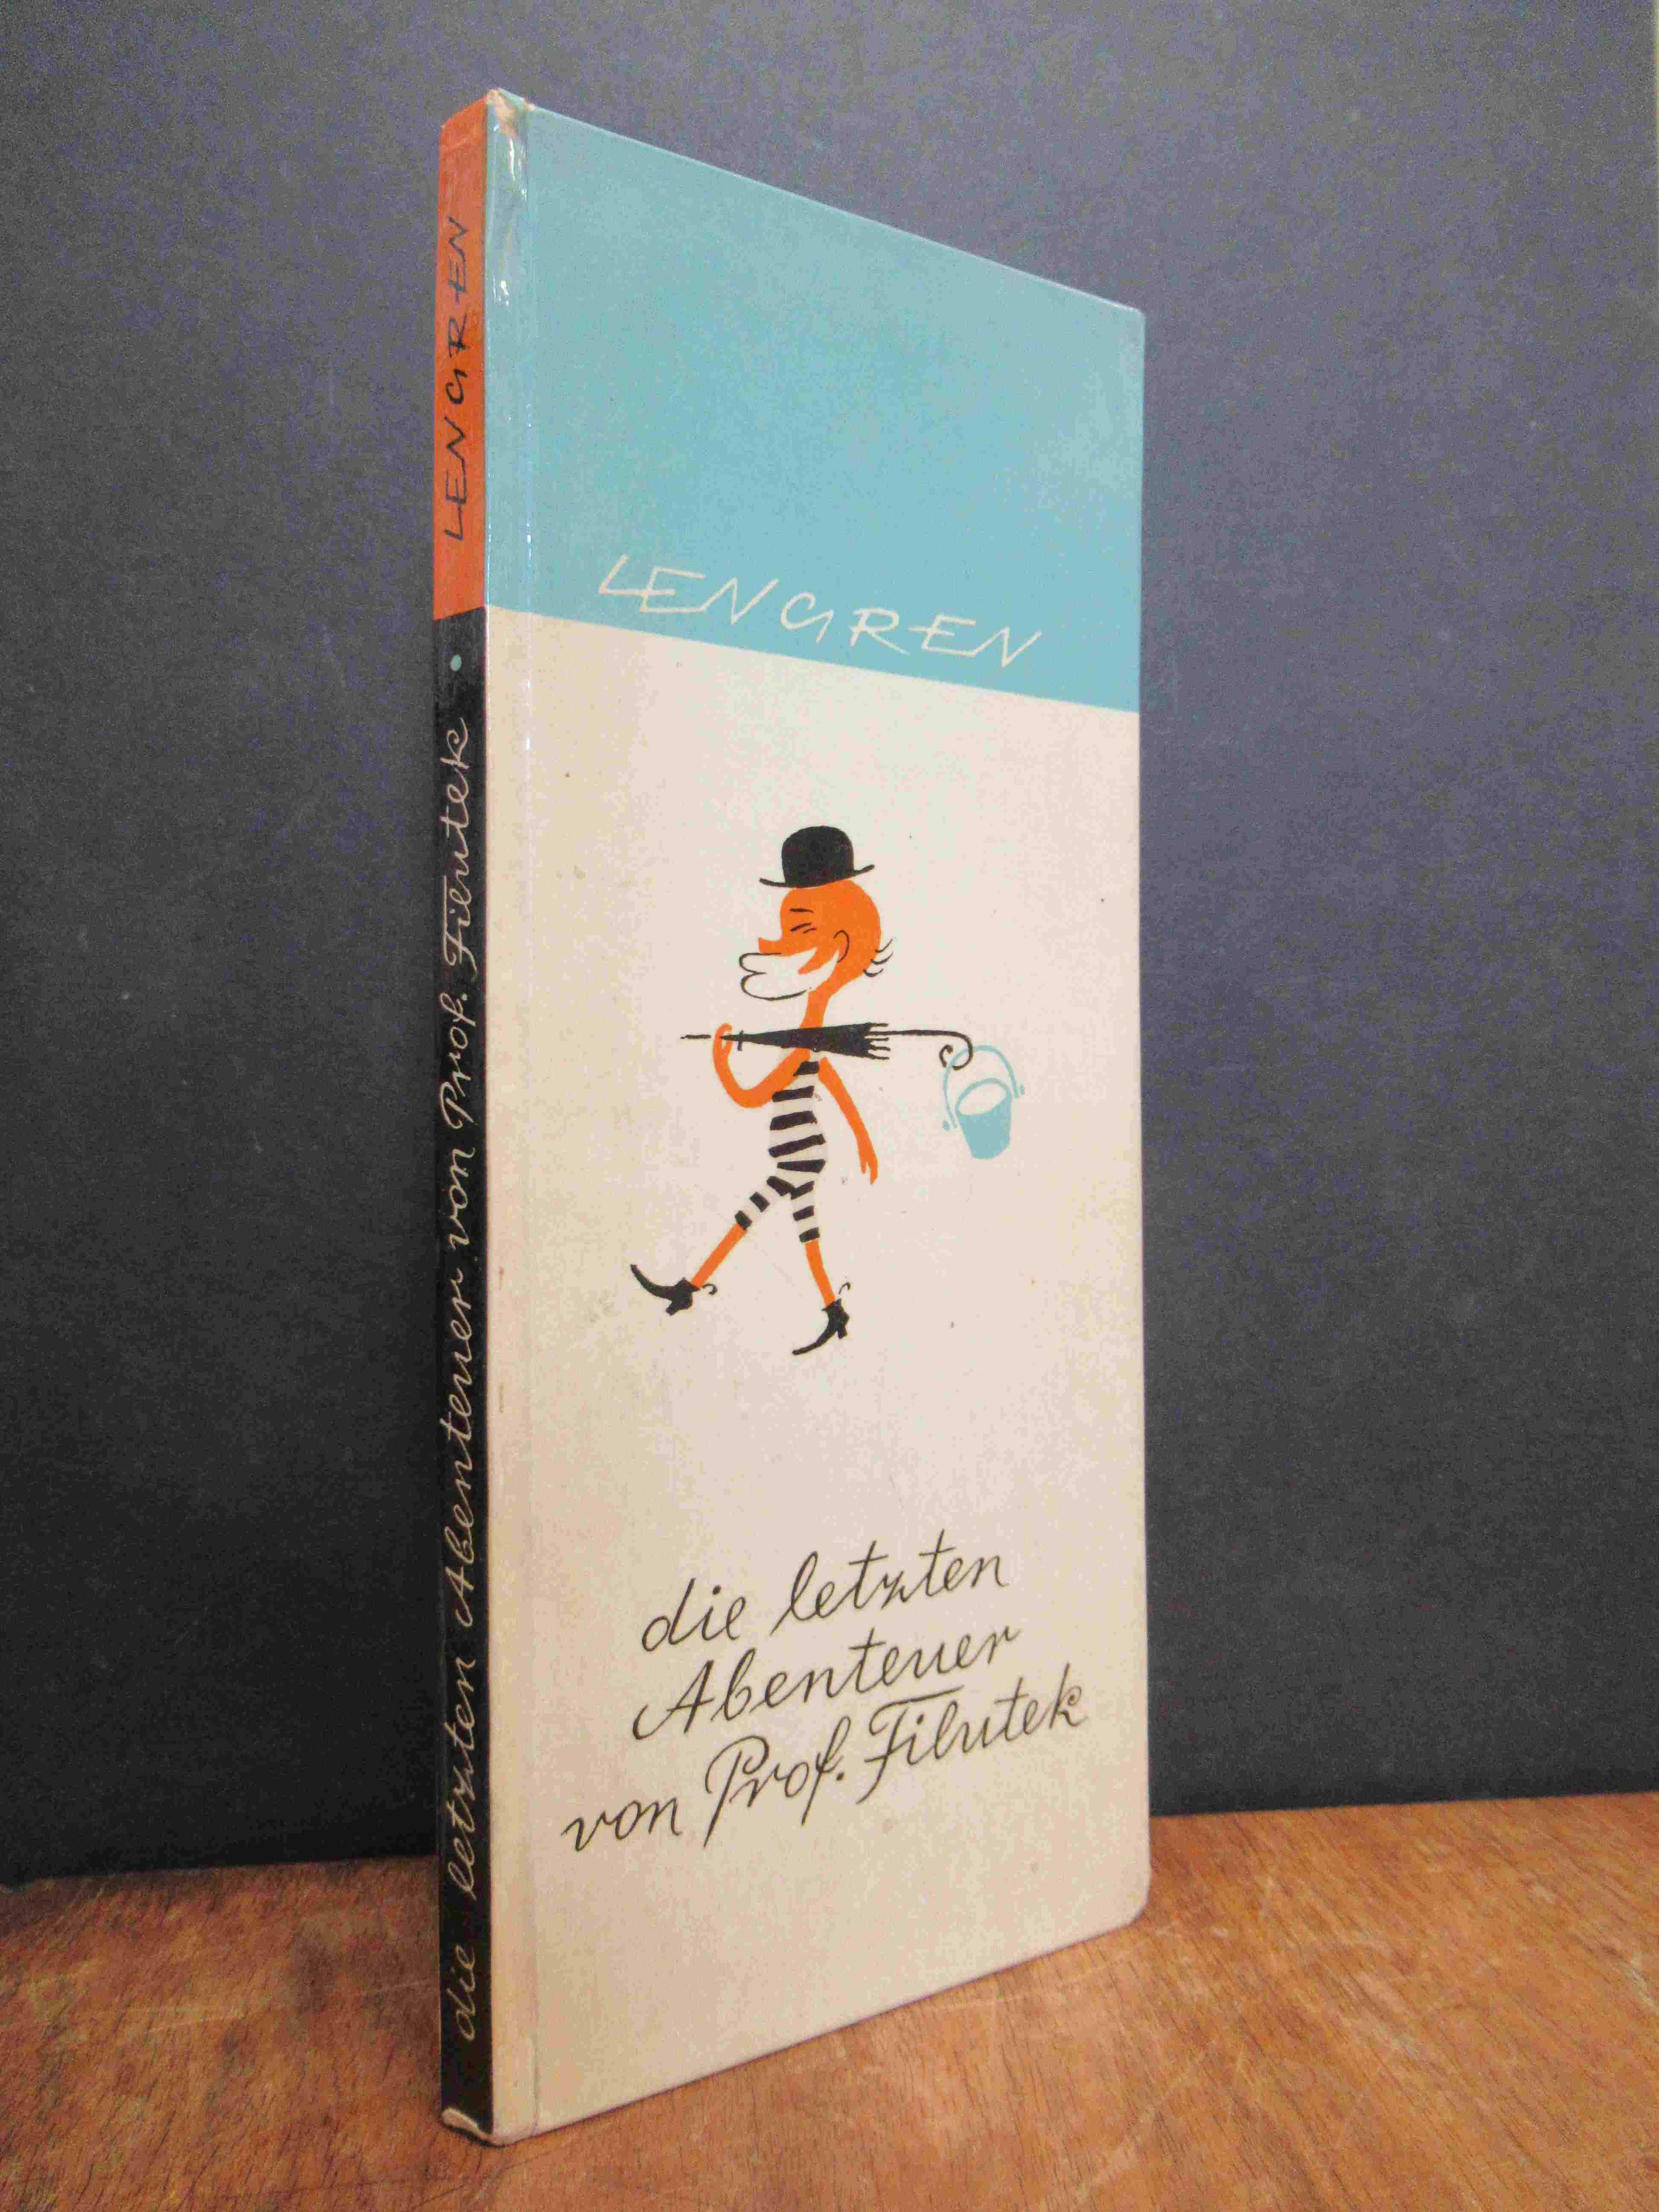 LENGREN
die letzten Abenteuer von Prof. Filutek • LENGREN
die letzten
Abenteuer
von Prof. Filutek